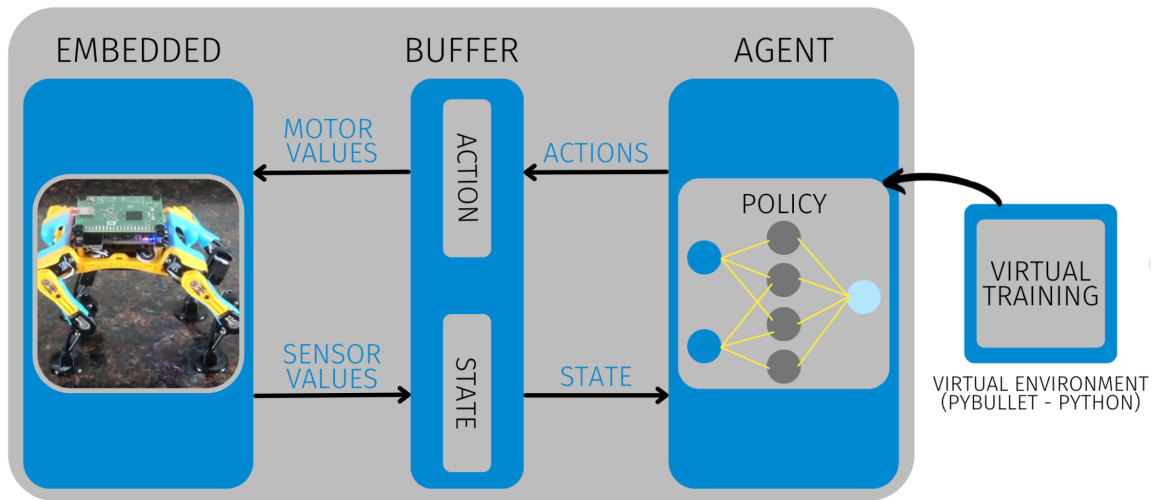 EMBEDDED
BUFFER
AGENT
MOTOR
VALUES
ACTION
ACTIONS
POLICY
VIRTUAL
TRAINING
SENSOR
VALUES
STATE
STATE
VIRTUAL ENVIRONMENT
(PYBULLET - PYTHON)